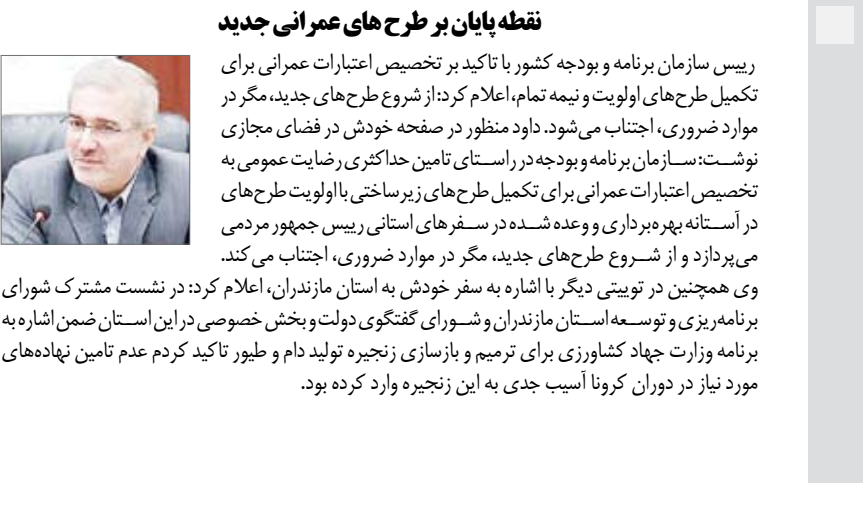 نقطه پایان بر طرح های عمرانی جدید
رییس سازمان برنامه و بودجه کشور با تاکید بر تخصیص اعتبارات عمرانی برای
تکمیل طرح‌های اولویت و نیمه تمام، اعلام کرد: از شروع طرح‌های جدید، مگر در
موارد ضروری، اجتناب می‌شود. داود منظور در صفحه خودش در فضای مجازی
نوشت: سازمان برنامه و بودجه در راستای تامین حداکثری رضایت عمومی به
تخصیص اعتبارات عمرانی برای تکمیل طرح‌های زیرساختی با اولویت طرح‌های
در آستانه بهره‌برداری و وعده شده در سفرهای استانی رییس جمهور مردمی
می‌پردازد و از شروع طرح‌های جدید، مگر در موارد ضروری، اجتناب می‌کند.
وی همچنین در توییتی دیگر با اشاره به سفر خودش به استان مازندران، اعلام کرد: در نشست مشترک شورای
برنامه‌ریزی و توسعه استان مازندران و شورای گفتگوی دولت و بخش خصوصی در این استان ضمن اشاره به
برنامه وزارت جهاد کشاورزی برای ترمیم و بازسازی زنجیره تولید دام و طیور تاکید کردم عدم تامین نهاده‌های
مورد نیاز در دوران کرونا آسیب جدی به این زنجیره وارد کرده بود.